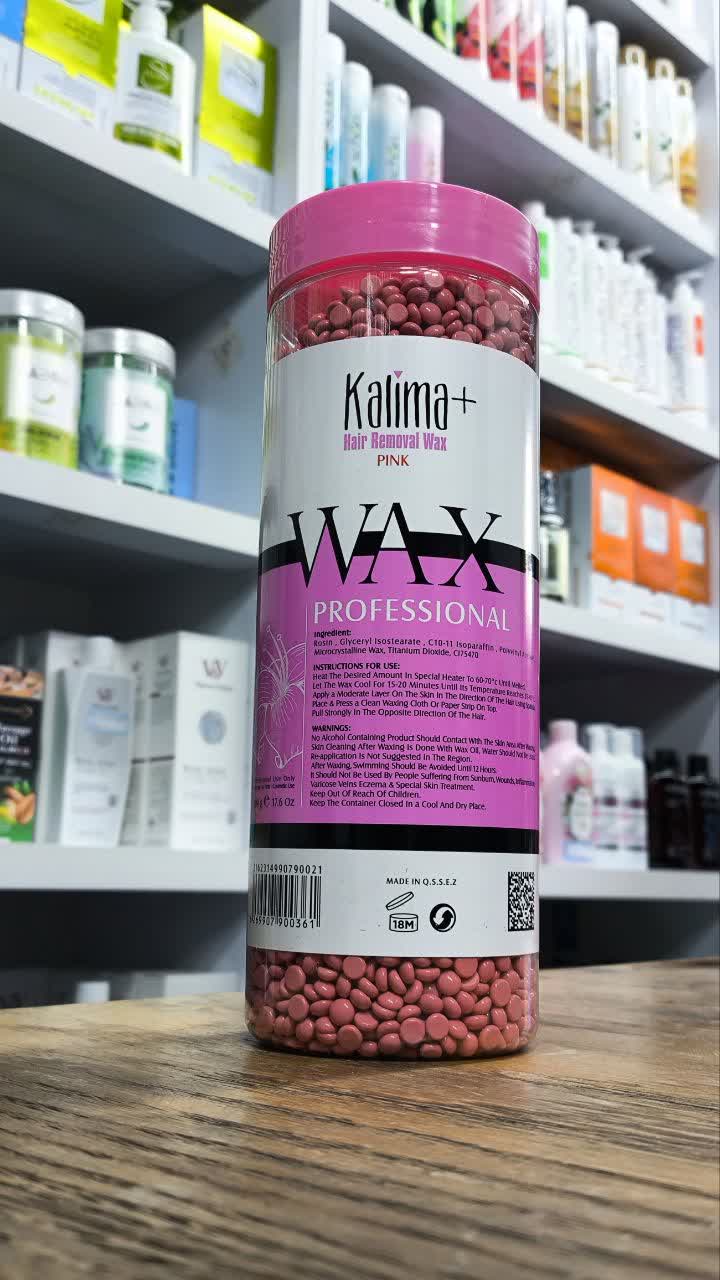 Kalima+
Hair Removal Wax
PINK
WAX
PROFESSIONAL
Ingredient:
Rosin , Glyceryl Isostearate , C10-11 Isoparaffin ,
Microcrystalline Wax, Titanium Dioxide, CI75470
INSTRUCTIONS FOR USE:
Heat The Desired Amount In Special Heater To 60-70°c Until Melted.
Let The Wax Cool For 15-20 Minutes Until Its Temperature Reaches
Apply a Moderate Layer On The Skin In The Direction Of The Hair Using
Place & Press a Clean Waxing Cloth Or Paper Strip On Top.
Pull Strongly In The Opposite Direction Of The Hair.
WARNINGS:
No Alcohol Containing Product Should Contact With The Skin Area After
Skin Cleaning After Waxing Is Done With Wax Oil, Water Should Not Be
Re-application Is Not Suggested In The Region.
After Waxing, Swimming Should Be Avoided Until 12 Hours.
It Should Not Be Used By People Suffering From Sunburn, Wounds,
Varicose Veins Eczema & Special Skin Treatment.
Keep Out Of Reach Of Children.
Keep The Container Closed In a Cool And Dry Place.
Use Only
17.6 Oz
MADE IN Q.S.S.E.Z
18M
Oil